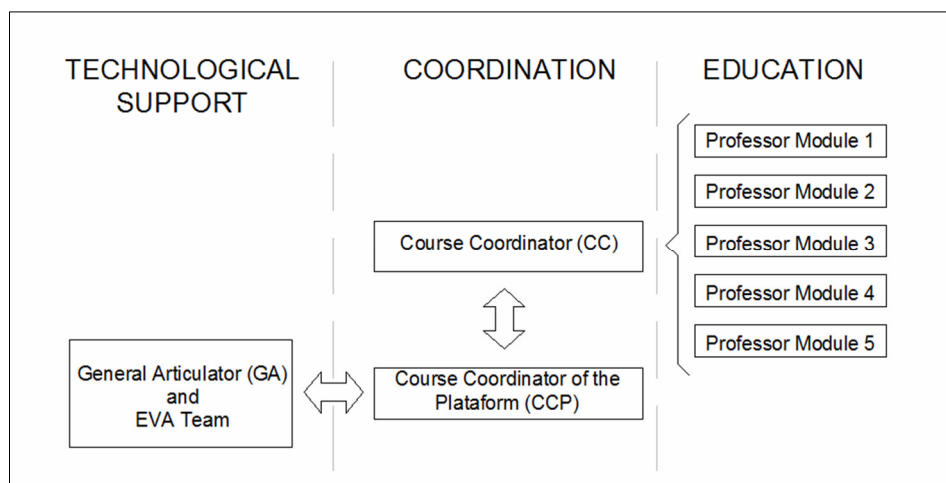 TECHNOLOGICAL
SUPPORT
COORDINATION
EDUCATION
Professor Module 1
Professor Module 2
Professor Module 3
Professor Module 4
Professor Module 5
Course Coordinator (CC)
General Articulator (GA)
and
EVA Team
Course Coordinator of the
Plataform (CCP)